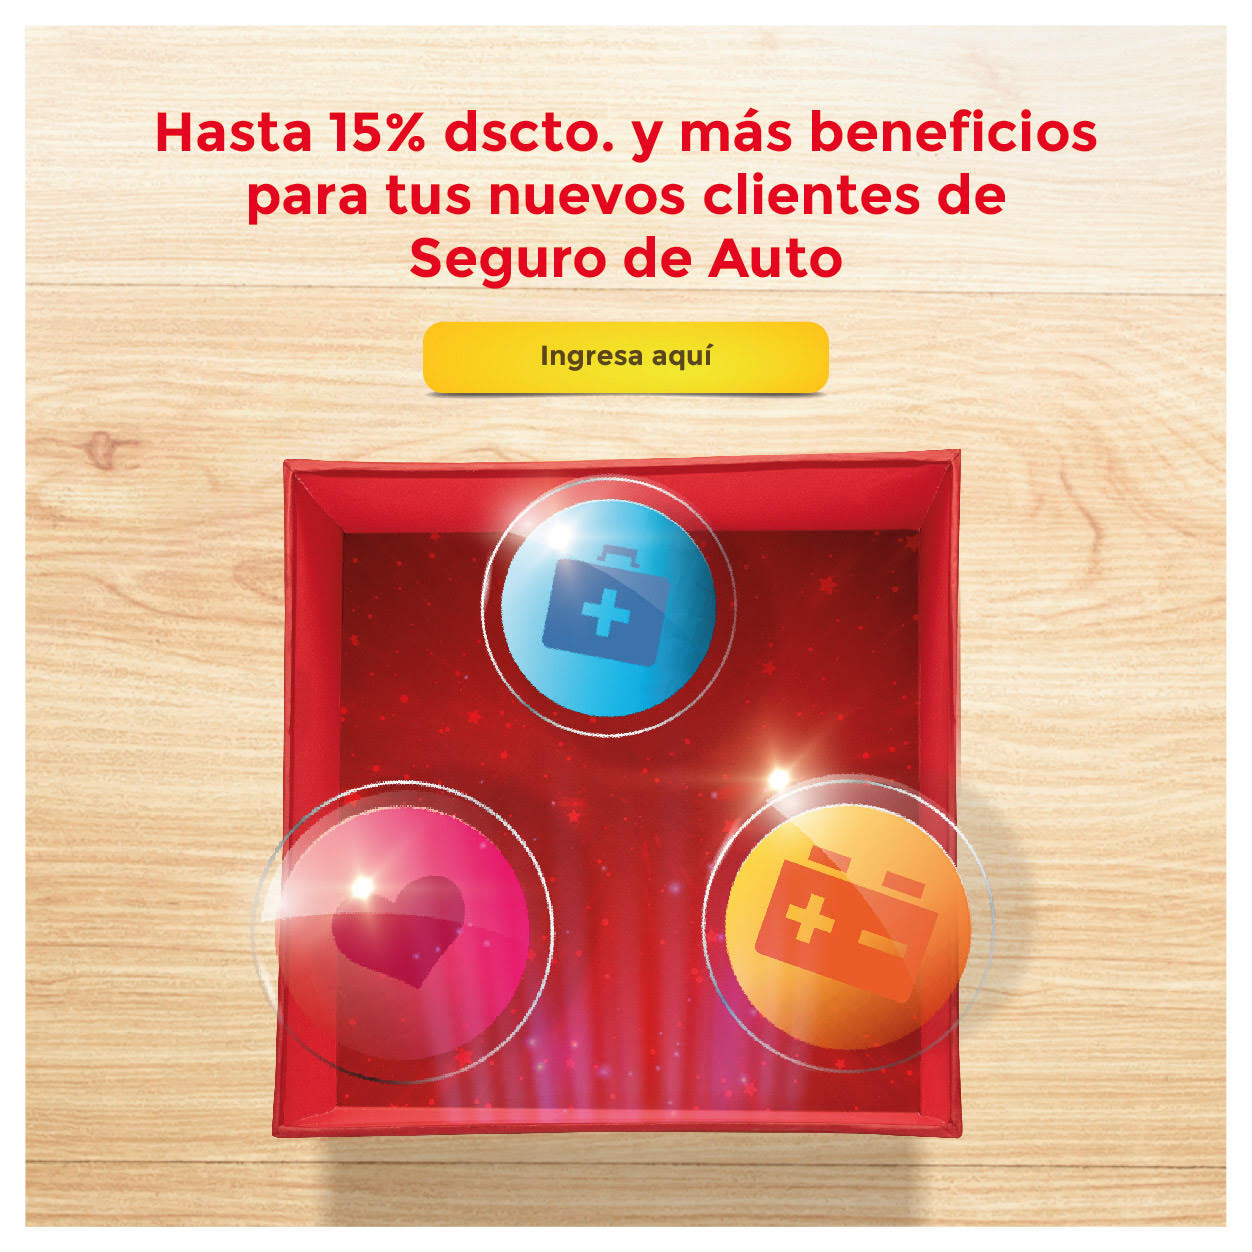 Hasta 15% dscto. y más beneficios
para tus nuevos clientes de
Seguro de Auto
Ingresa aquí